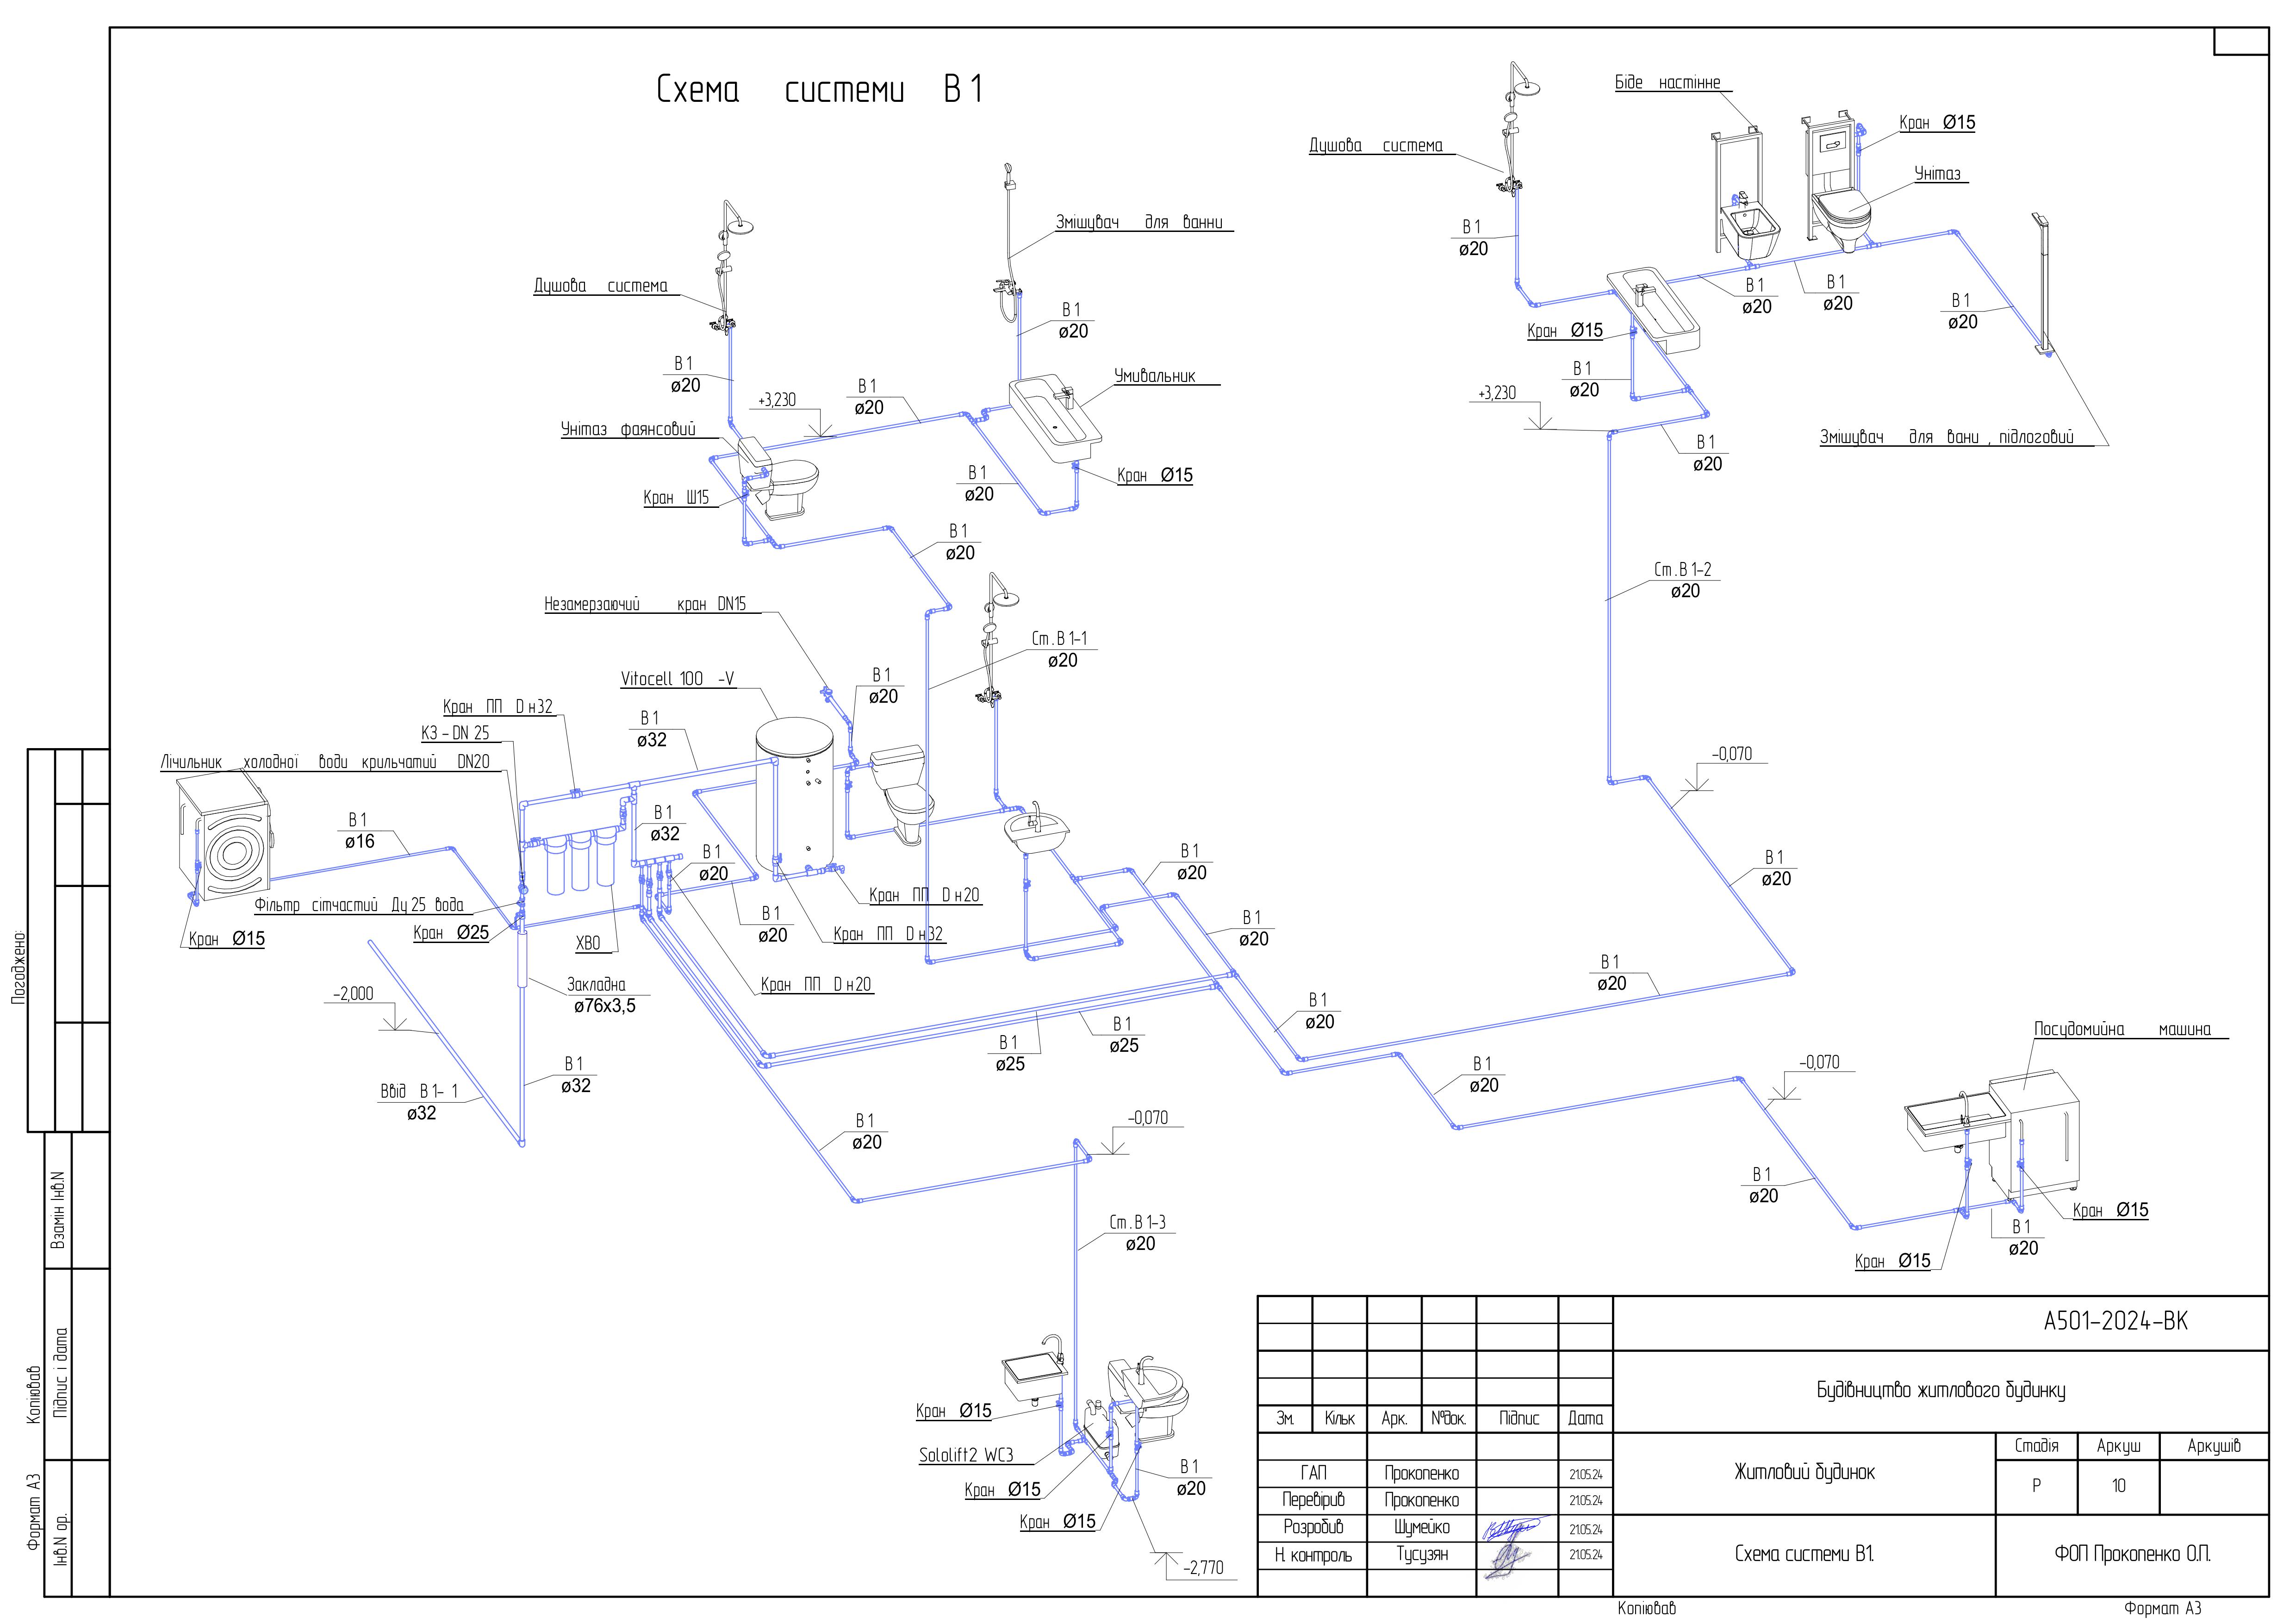 Схема системи В1
Біде настінне
Кран Ø15
Душова система
Унітаз
В1
ø20
Змішувач для ванни
Душова система
В1
ø20
В1
ø20
В1
ø20
В1
ø20
Кран Ø15
В1
ø20
В1
ø20
В1
ø20
В1
ø20
Умивальник
+3,230
+3,230
Унітаз фаянсовий
В1
ø20
Змішувач для вани, підлоговий
Кран Ø15
В1
ø20
Кран Ш15
В1
ø20
Ст.В1-2
ø20
Незамерзаючий кран DN15
Ст.В1-1
ø20
Vitocell 100 -V
В1
ø20
Кран ПП Dн32
В1
ø32
КЗ-DN 25
Лічильник холодної води крильчатий DN20
-0,070
В1
ø16
В1
ø32
В1
ø20
В1
ø20
В1
ø20
Кран ПП Dн20
Фільтр сітчастий Ду25 вода
В1
ø20
В1
ø20
Кран Ø15
Кран Ø25
ХВО
Кран ПП Dн32
Закладна
ø76х3,5
Кран ПП Dн20
В1
ø20
-2,000
В1
ø20
В1
ø25
В1
ø25
Посудомийна машина
В1
ø32
Ввід В1-1
ø32
В1
ø20
-0,070
В1
ø20
-0,070
В1
ø20
Ст.В1-3
ø20
Кран Ø15
В1
ø20
Кран Ø15
Кран Ø15
Sololift2 WC3
Кран Ø15
В1
ø20
Кран Ø15
-2,770
А501-2024-ВК
Будівництво житлового будинку
Зм. Кільк Арк. №док. Підпис Дата
Житловий будинок
Стадія Аркуш Аркушів
Р 10
ГАП Прокопенко 21.05.24
Перевірив Прокопенко 21.05.24
Розробив Шумейко 21.05.24
Н. контроль Тусузян 21.05.24
Схема системи В1.
ФОП Прокопенко О.П.
Копіював Формат А3
Погоджено:
Взамін Інв.N
Підпис і дата
Інв.N ор.
Копіював
Формат А3